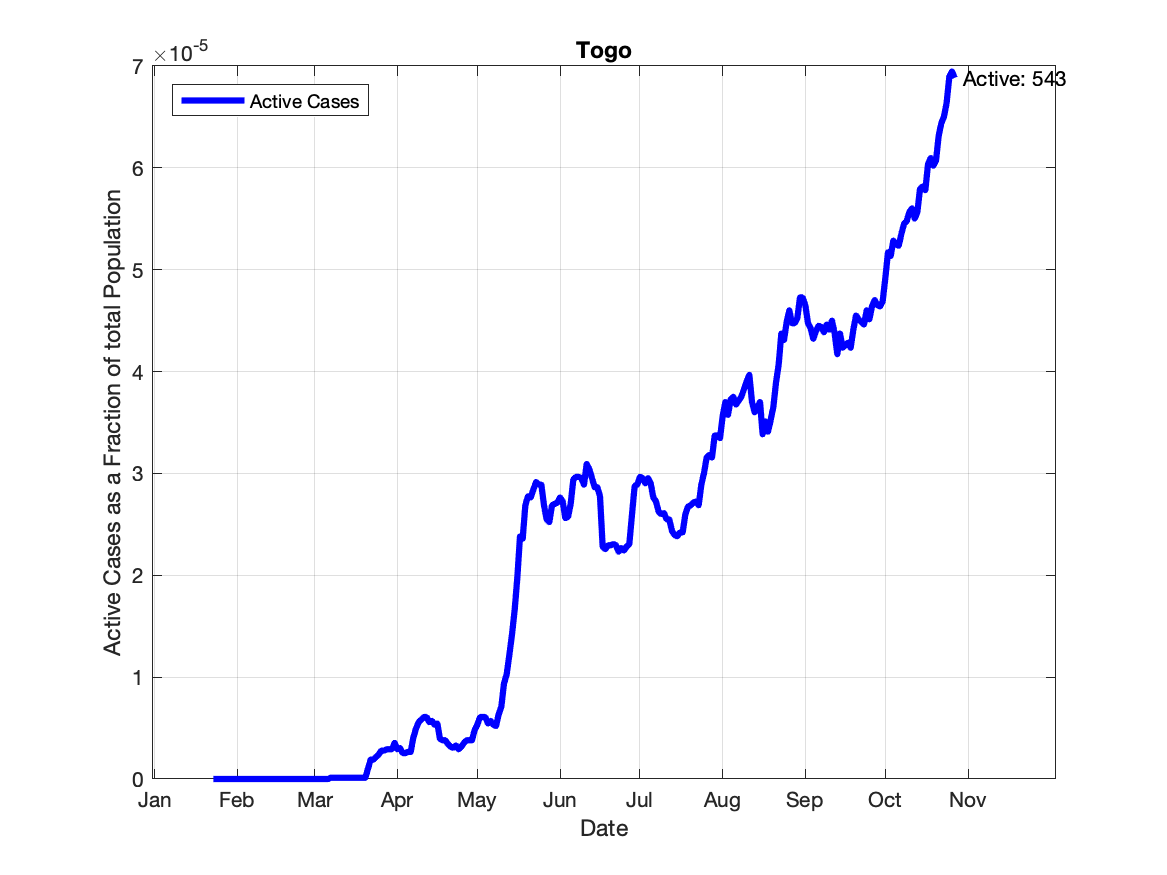 Togo
×10-5
Active Cases
Active: 543
7
6
5
4
3
2
1
0
Active Cases as a Fraction of total Population
Jan Feb Mar Apr May Jun Jul Aug Sep Oct Nov
Date